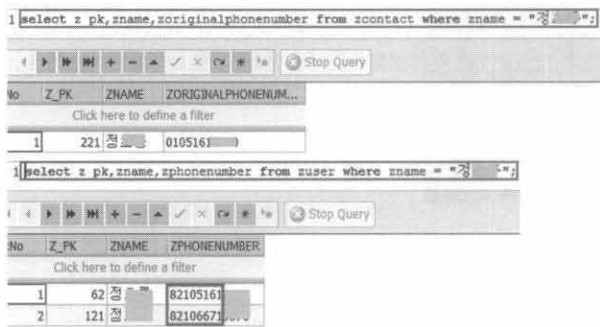 1 select z pk,zname,zoriginalphonenumber from zcontact where zname = "정";
Stop Query
No Z_PK ZNAME ZORIGINALPHONENUM...
Click here to define a filter
1 221 정 0105161
1 select z pk,zname,zphonenumber from zuser where zname = "정";
Stop Query
No Z_PK ZNAME ZPHONENUMBER
Click here to define a filter
1 62 정 82105161
2 121 정 82106671